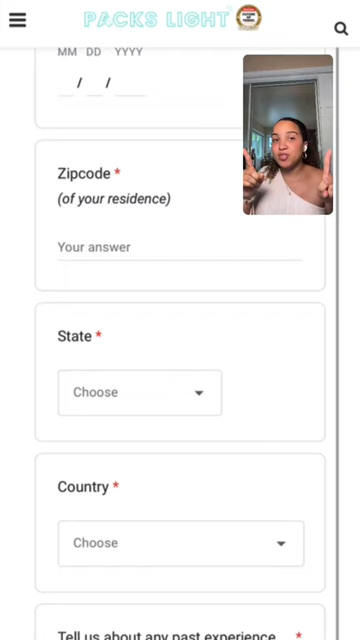 PACKS LIGHT
MM DD YYYY
/ /
Zipcode *
(of your residence)
Your answer
State *
Choose
Country *
Choose
Tell us about any past experience *